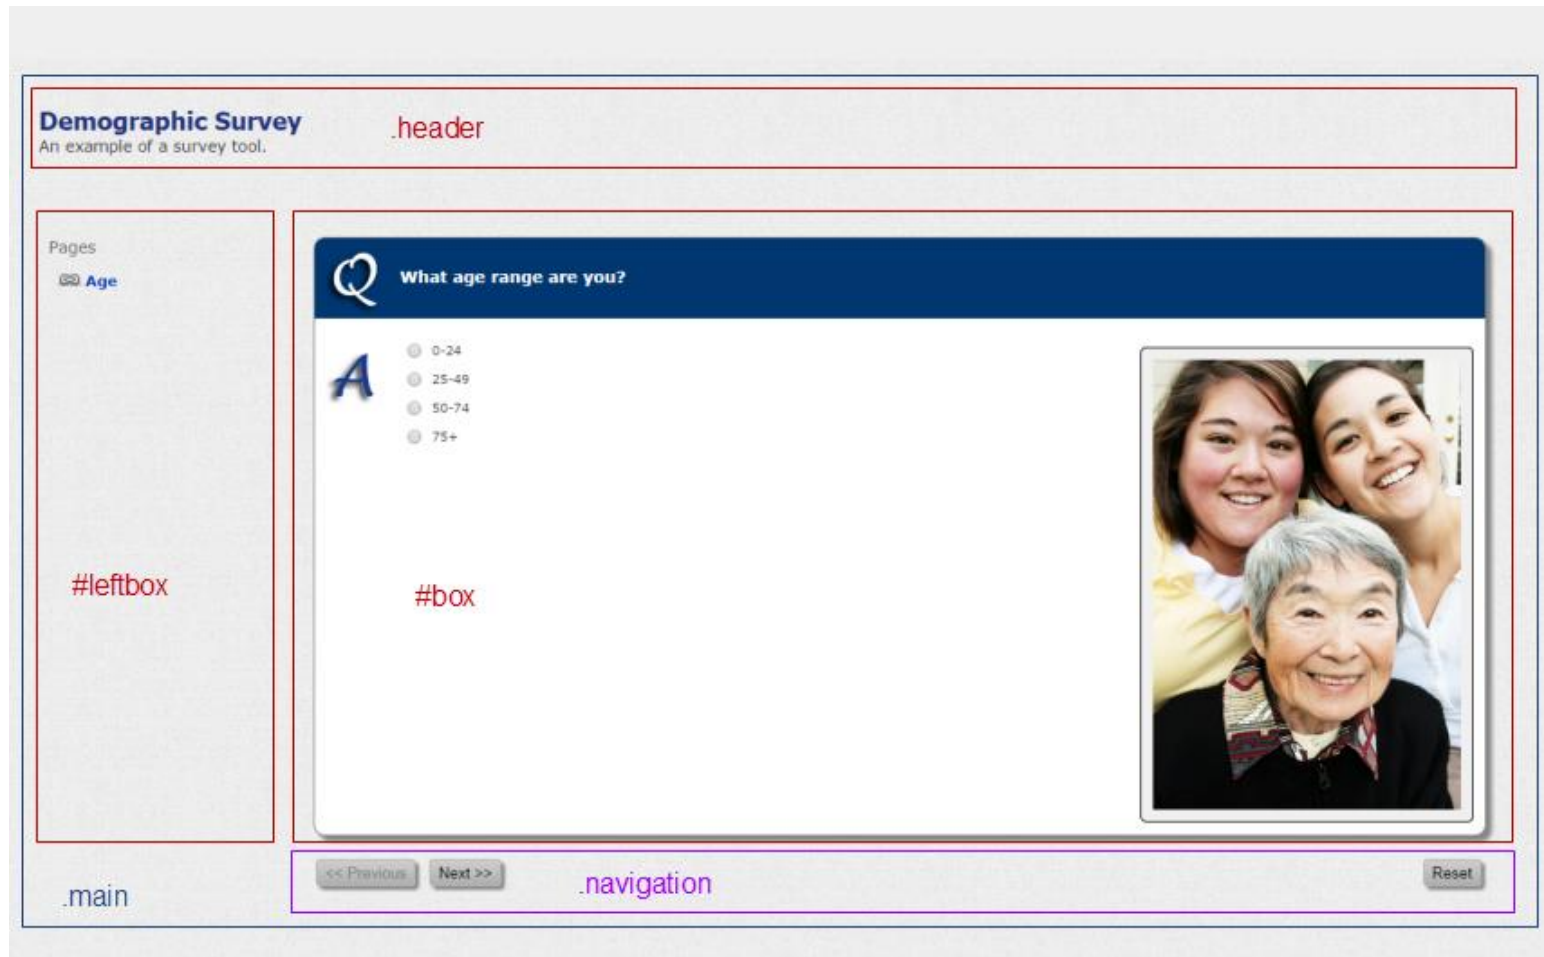 Demographic Survey
An example of a survey tool.
.header
Pages
Age
#leftbox
Q
What age range are you?
A
0-24
25-49
50-74
75+
#box
<< Previous
Next >>
.navigation
Reset
.main